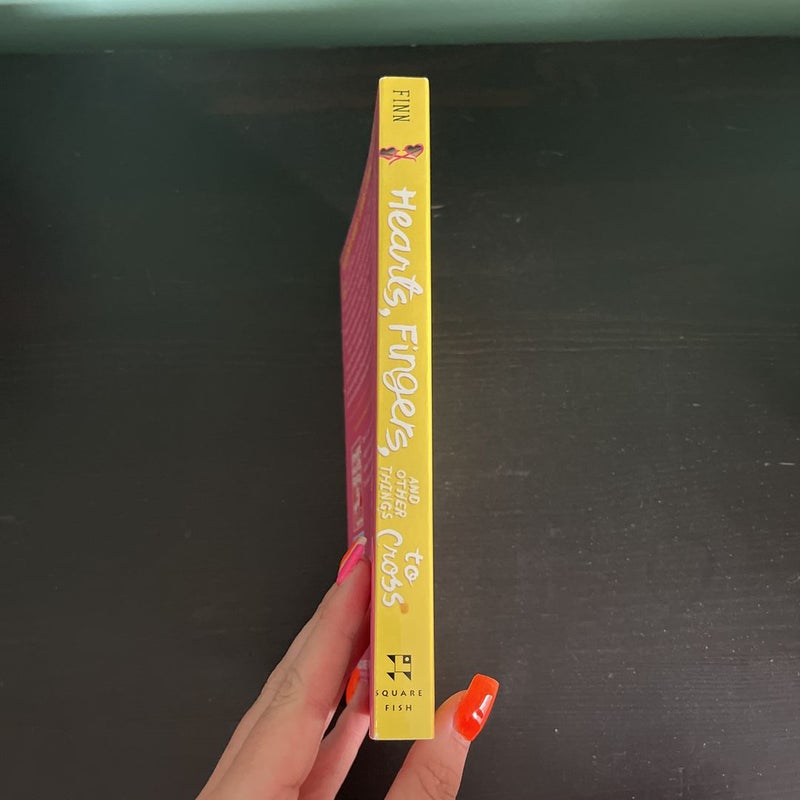 FINN
Hearts, Fingers,
AND
OTHER
THINGS
to
Cross
SQUARE
FISH